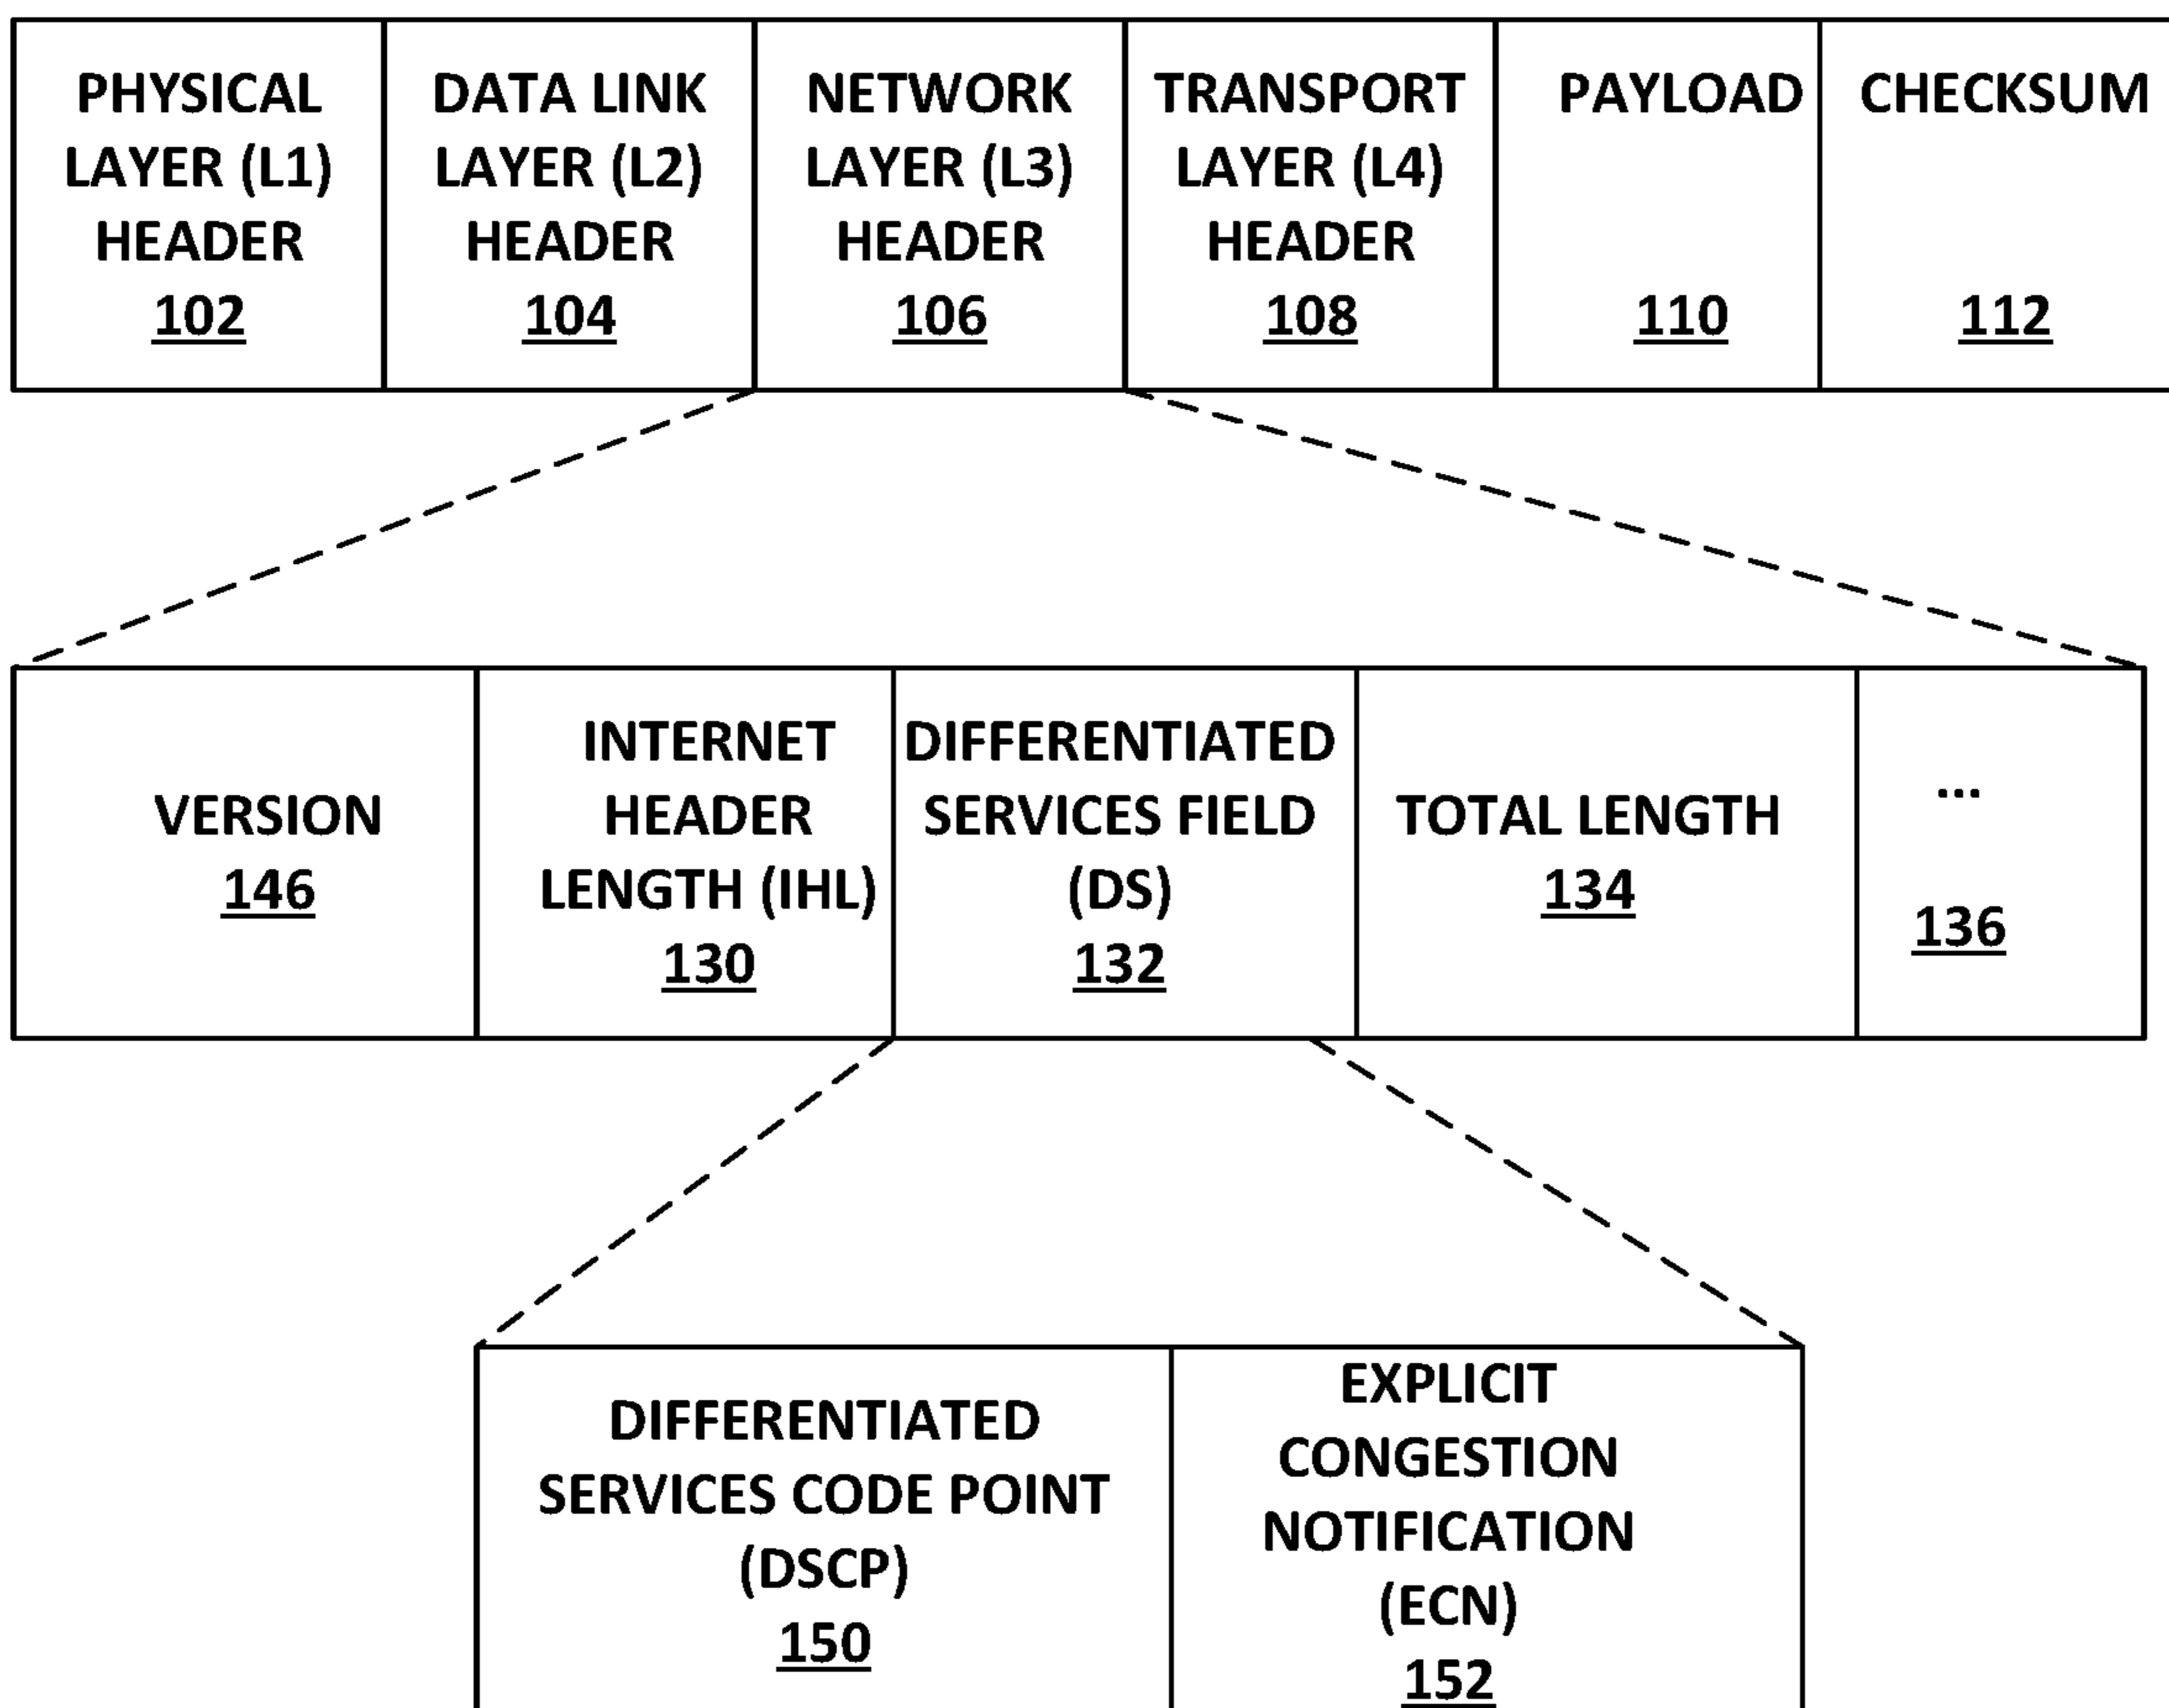 PHYSICAL
LAYER (L1)
HEADER
102
DATA LINK
LAYER (L2)
HEADER
104
NETWORK
LAYER (L3)
HEADER
106
TRANSPORT
LAYER (L4)
HEADER
108
PAYLOAD
110
CHECKSUM
112
VERSION
146
INTERNET
HEADER
LENGTH (IHL)
130
DIFFERENTIATED
SERVICES FIELD
(DS)
132
TOTAL LENGTH
134
...
136
DIFFERENTIATED
SERVICES CODE POINT
(DSCP)
150
EXPLICIT
CONGESTION
NOTIFICATION
(ECN)
152